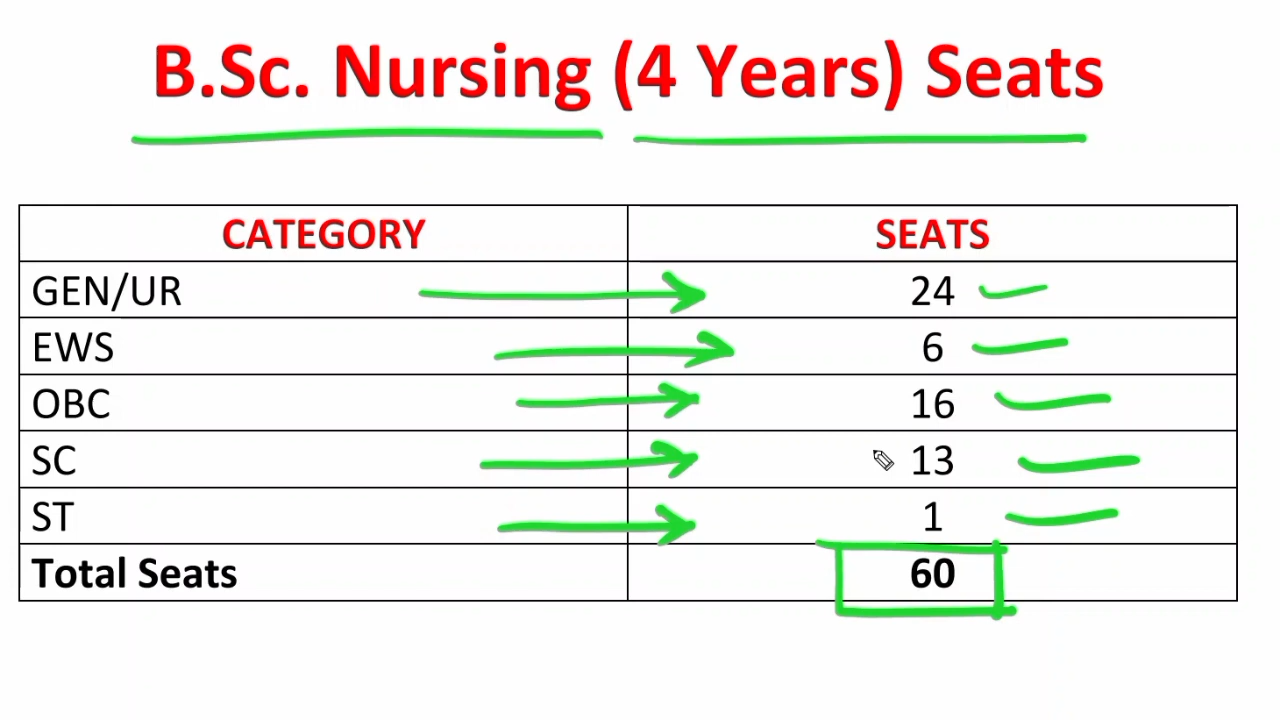 B.Sc. Nursing (4 Years) Seats
CATEGORY SEATS
GEN/UR 24
EWS 6
OBC 16
SC 13
ST 1
Total Seats 60